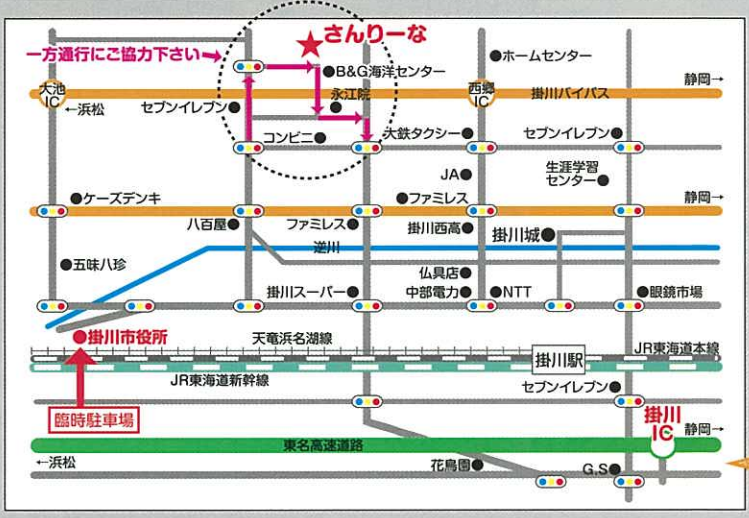 さんりーな
一方通行にご協力下さい→
B&G海洋センター
ホームセンター
静岡→
大池
IC
←浜松
セブンイレブン
永江院
西郷
IC
掛川バイパス
コンビニ
大鉄タクシー
セブンイレブン
JA
生涯学習
センター
ケーズデンキ
ファミレス
静岡→
八百屋
ファミレス
掛川西高
掛川城
逆川
五味八珍
仏具店
掛川スーパー
中部電力
NTT
眼鏡市場
掛川市役所
天竜浜名湖線
掛川駅
JR東海道本線
JR東海道新幹線
セブンイレブン
臨時駐車場
掛川
IC
静岡→
東名高速道路
←浜松
花鳥園
G.S